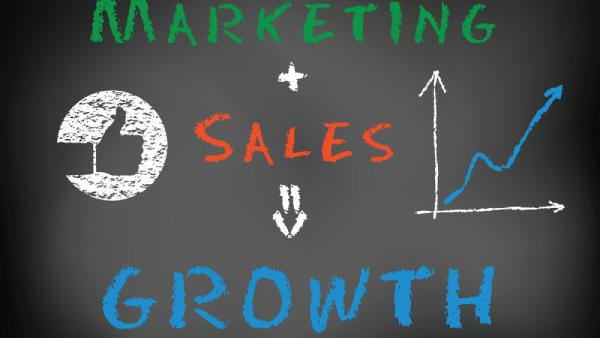 MARKETING
+
SALES
GROWTH